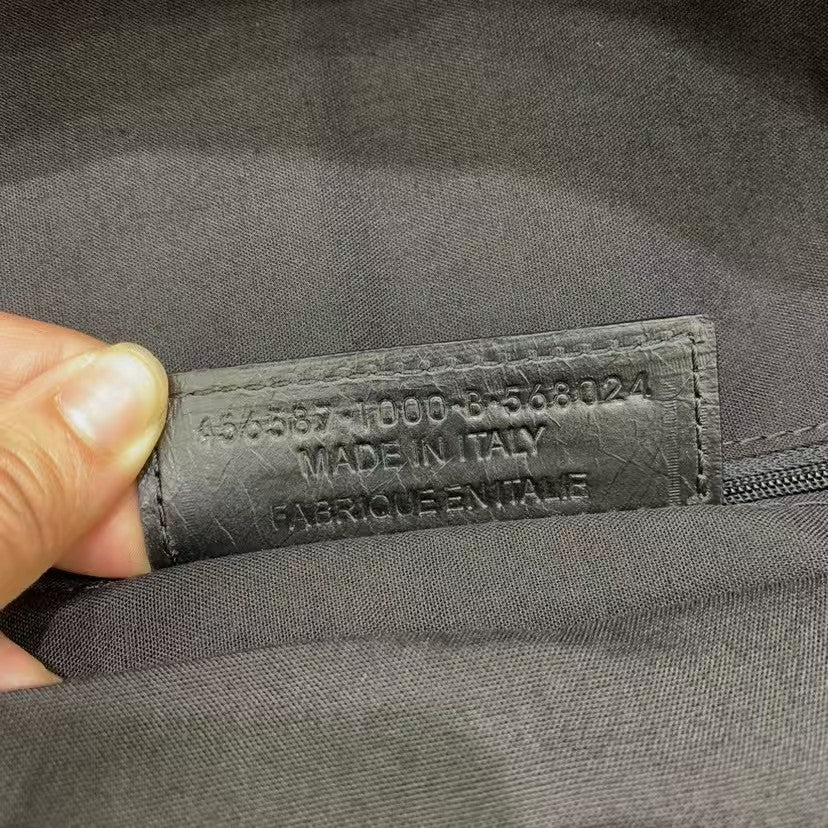 456587-1000-B-568024
MADE IN ITALY
FABRIQUE EN ITALIE